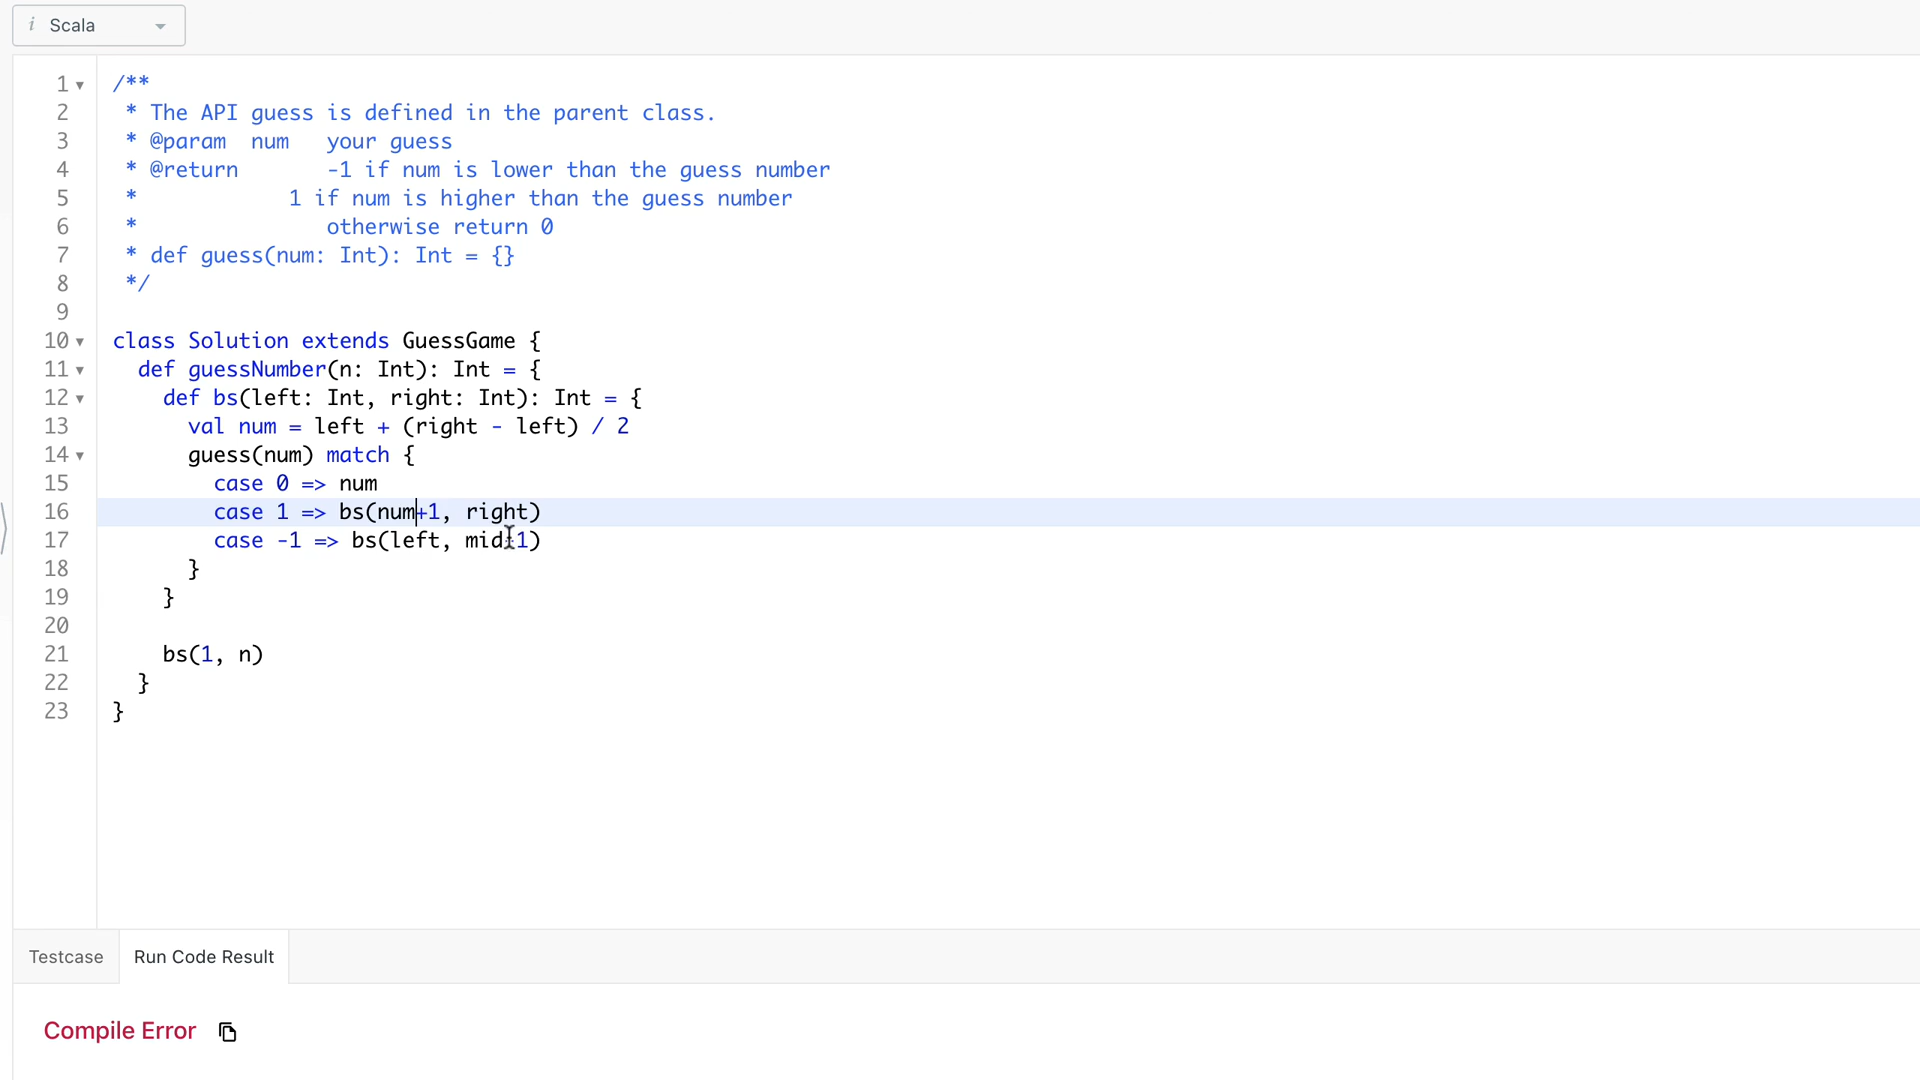 i Scala
1 /**
2 * The API guess is defined in the parent class.
3 * @param num your guess
4 * @return -1 if num is lower than the guess number
5 * 1 if num is higher than the guess number
6 * otherwise return 0
7 * def guess(num: Int): Int = {}
8 */
9
10 class Solution extends GuessGame {
11 def guessNumber(n: Int): Int = {
12 def bs(left: Int, right: Int): Int = {
13 val num = left + (right - left) / 2
14 guess(num) match {
15 case 0 => num
16 case 1 => bs(num+1, right)
17 case -1 => bs(left, mid-1)
18 }
19 }
20
21 bs(1, n)
22 }
23 }
Testcase Run Code Result
Compile Error